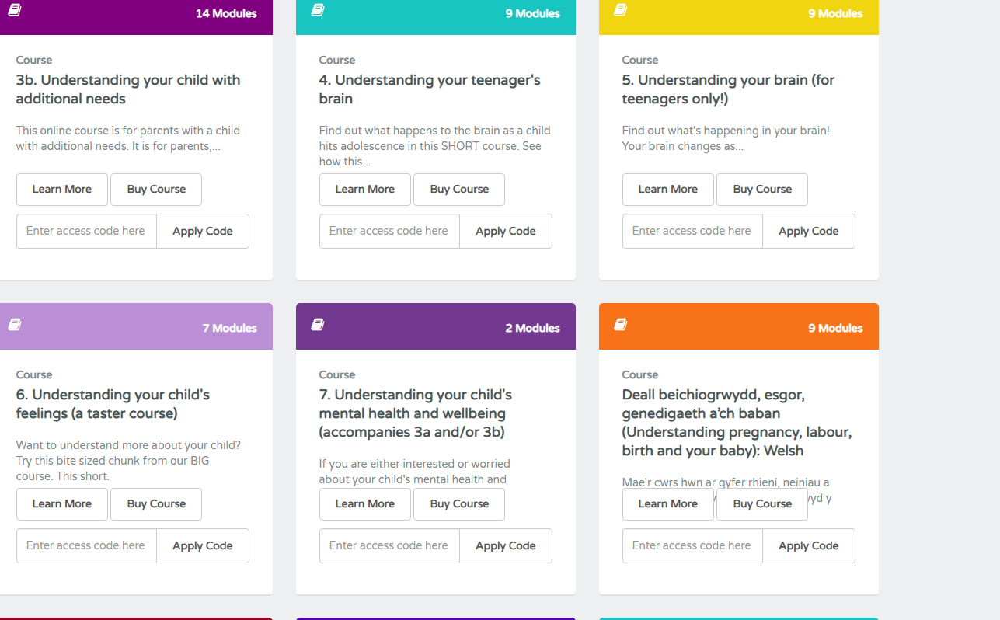 14 Modules
Course
3b. Understanding your child with
additional needs
This online course is for parents with a child
with additional needs. It is for parents,...
Learn More
Buy Course
Enter access code here
Apply Code
9 Modules
Course
4. Understanding your teenager's
brain
Find out what happens to the brain as a child
hits adolescence in this SHORT course. See
how this...
Learn More
Buy Course
Enter access code here
Apply Code
9 Modules
Course
5. Understanding your brain (for
teenagers only!)
Find out what's happening in your brain!
Your brain changes as...
Learn More
Buy Course
Enter access code here
Apply Code
7 Modules
Course
6. Understanding your child's
feelings (a taster course)
Want to understand more about your child?
Try this bite sized chunk from our BIG
course. This short.
Learn More
Buy Course
Enter access code here
Apply Code
2 Modules
Course
7. Understanding your child's
mental health and wellbeing
(accompanies 3a and/or 3b)
If you are either interested or worried
about your child's mental health and
Learn More
Buy Course
Enter access code here
Apply Code
9 Modules
Course
Deall beichiogrwydd, esgor,
genedigaeth a’ch baban
(Understanding pregnancy, labour,
birth and your baby): Welsh
Mae'r cwrs hwn ar gyfer rhieni, neiniau a
y
Learn More
Buy Course
Enter access code here
Apply Code